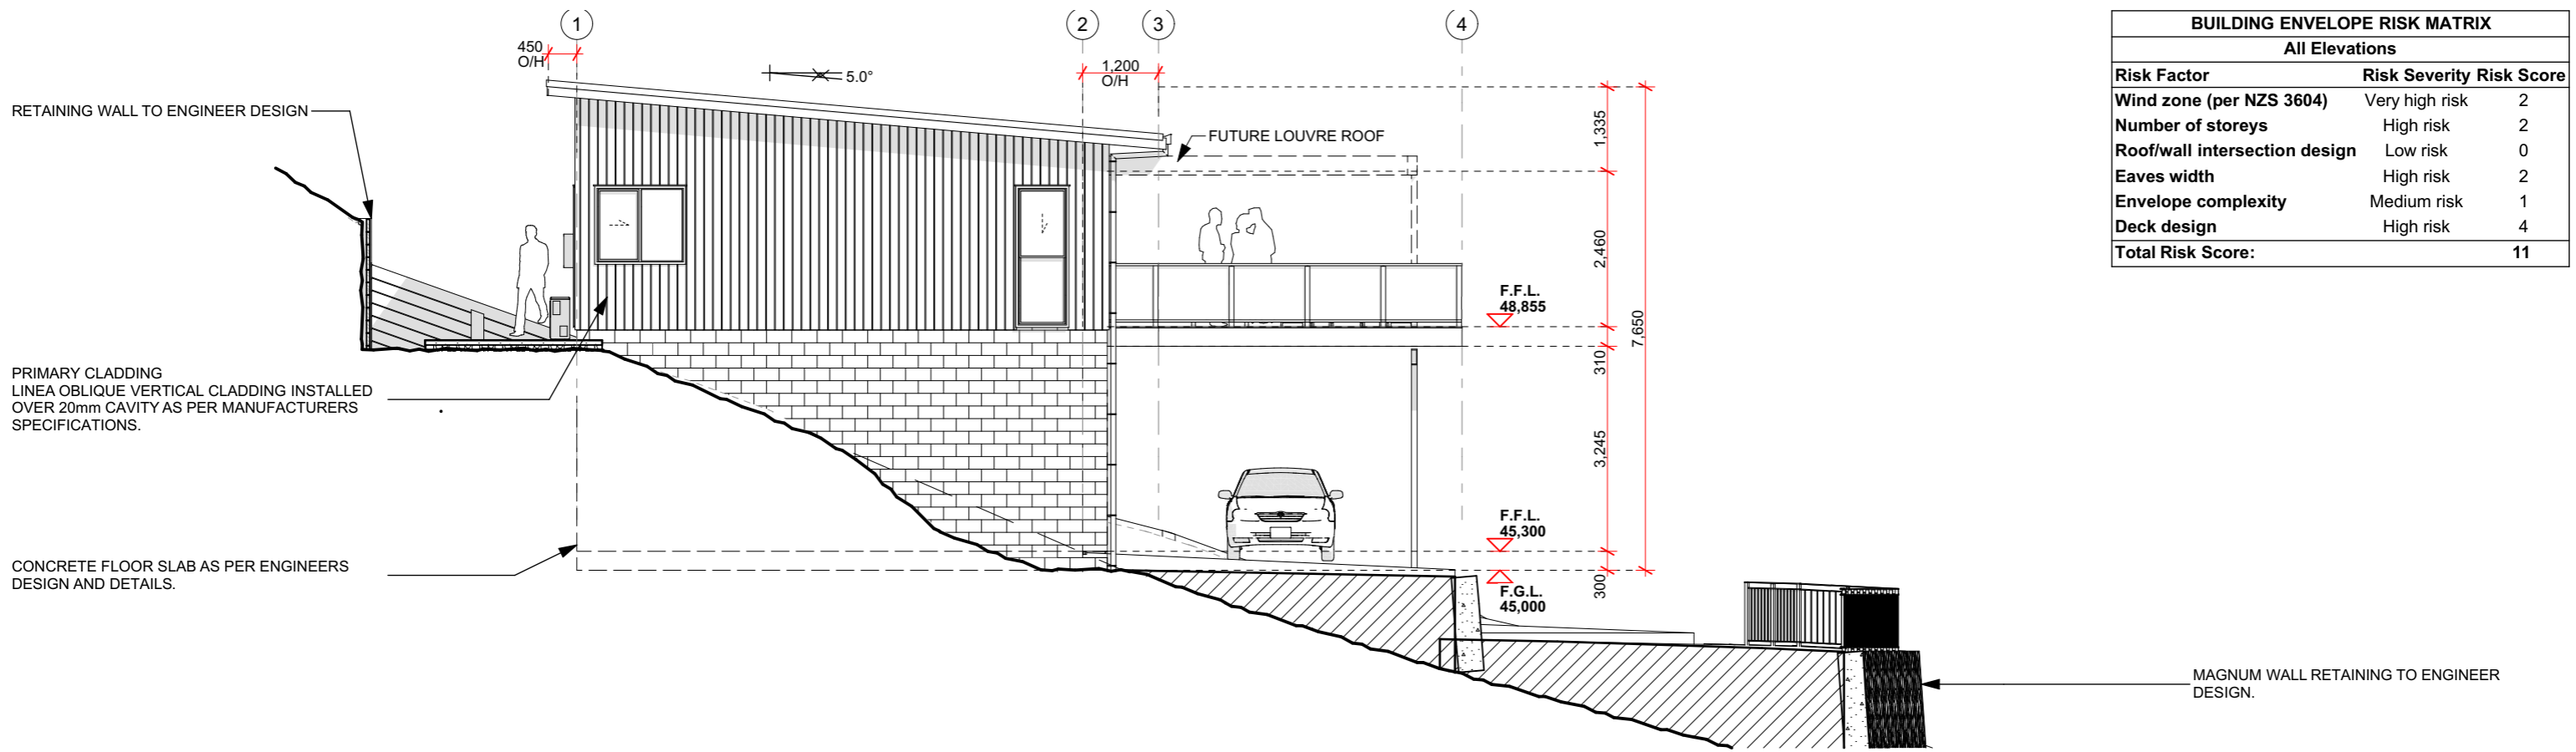 1
2
3
4
450
O/H
1,200
O/H
5.0°
RETAINING WALL TO ENGINEER DESIGN
FUTURE LOUVRE ROOF
PRIMARY CLADDING
LINEA OBLIQUE VERTICAL CLADDING INSTALLED
OVER 20mm CAVITY AS PER MANUFACTURERS
SPECIFICATIONS.
CONCRETE FLOOR SLAB AS PER ENGINEERS
DESIGN AND DETAILS.
F.F.L.
48,855
F.F.L.
45,300
F.G.L.
45,000
1,335
2,460
310
3,245
300
7,650
BUILDING ENVELOPE RISK MATRIX
All Elevations
Risk Factor Risk Severity Risk Score
Wind zone (per NZS 3604) Very high risk 2
Number of storeys High risk 2
Roof/wall intersection design Low risk 0
Eaves width High risk 2
Envelope complexity Medium risk 1
Deck design High risk 4
Total Risk Score: 11
MAGNUM WALL RETAINING TO ENGINEER
DESIGN.